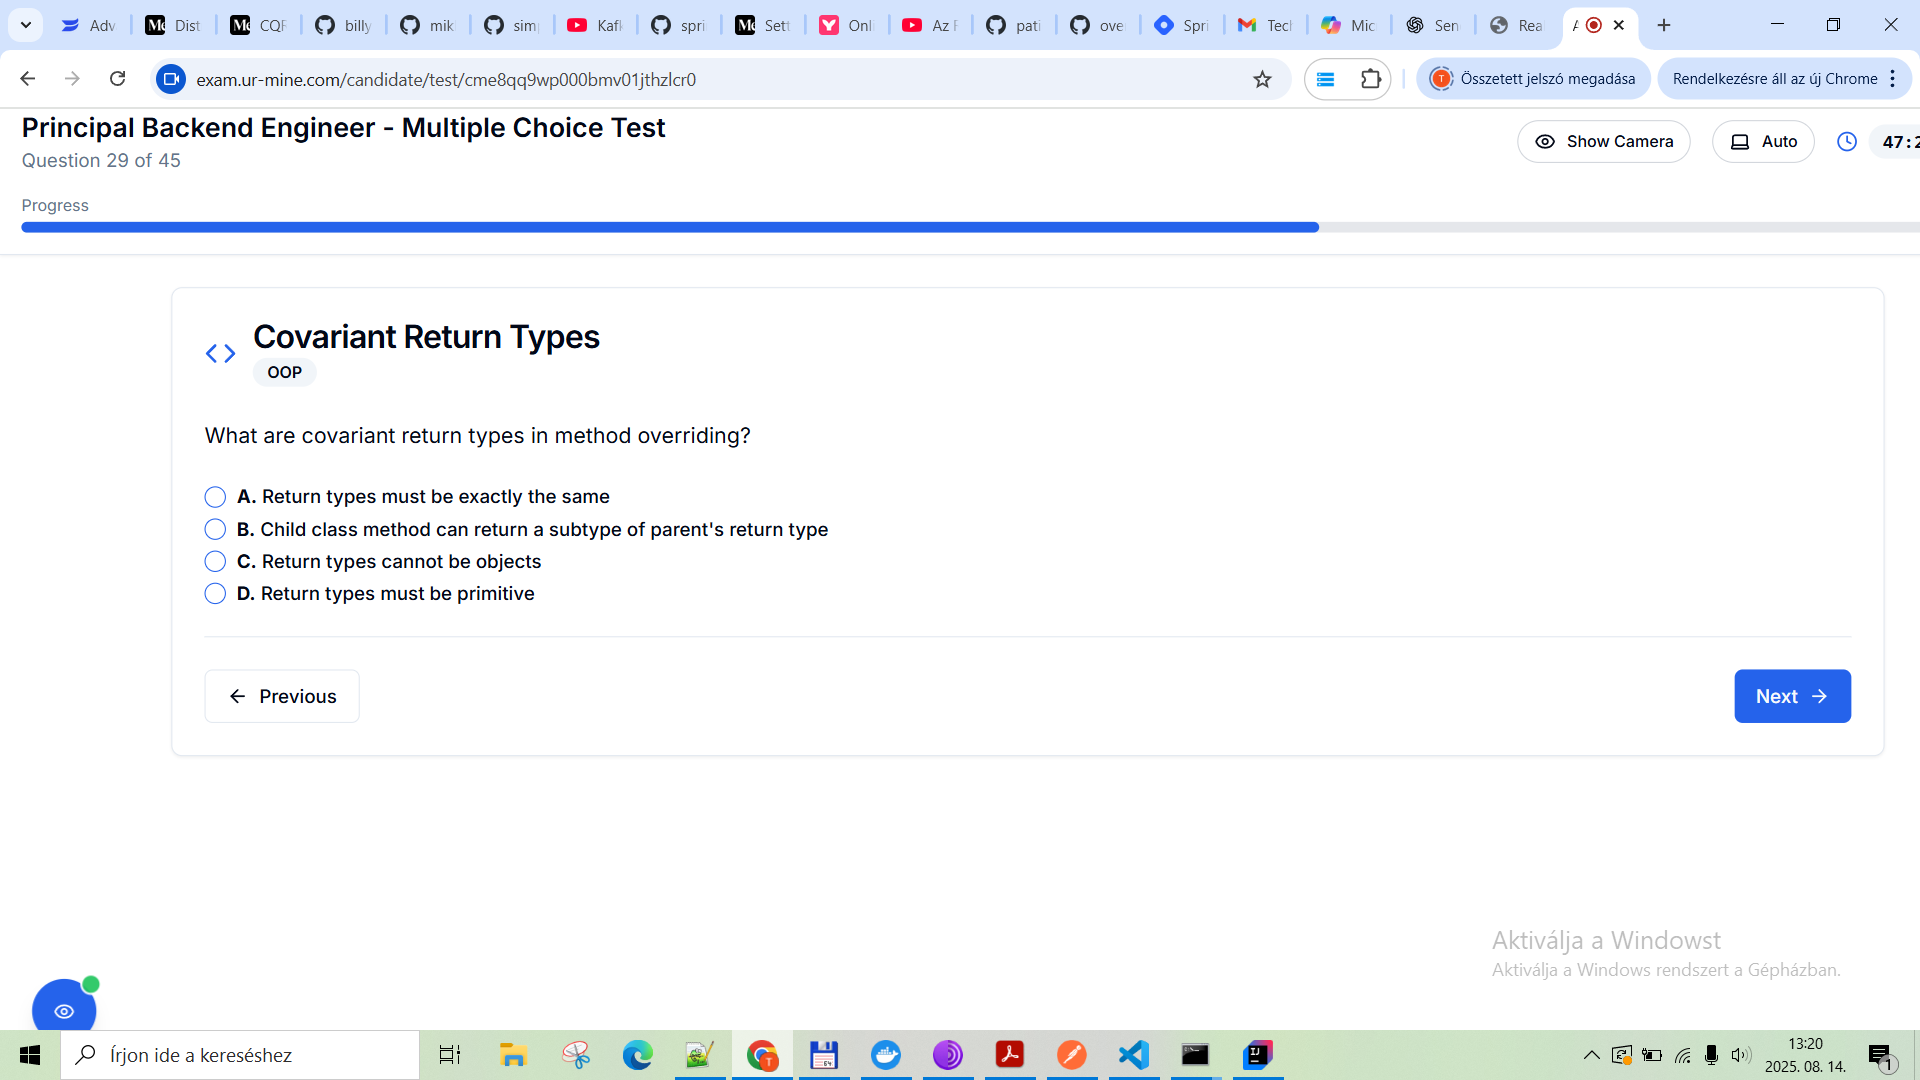 Adv
Dist
CQR
billy
mik
sim
Kaf
spri
Sett
Onli
Az F
pati
ove
Spri
Tech
Mic
Sen
Rea
exam.ur-mine.com/candidate/test/cme8qq9wp000bmv01jthzlcr0
T
Összetett jelszó megadása
Rendelkezésre áll az új Chrome
Principal Backend Engineer - Multiple Choice Test
Question 29 of 45
Show Camera
Auto
47:2
Progress
Covariant Return Types
OOP
What are covariant return types in method overriding?
A. Return types must be exactly the same
B. Child class method can return a subtype of parent's return type
C. Return types cannot be objects
D. Return types must be primitive
Previous
Next
Aktiválja a Windowst
Aktiválja a Windows rendszert a Gépházban.
Írjon ide a kereséshez
13:20
2025. 08. 14.
1